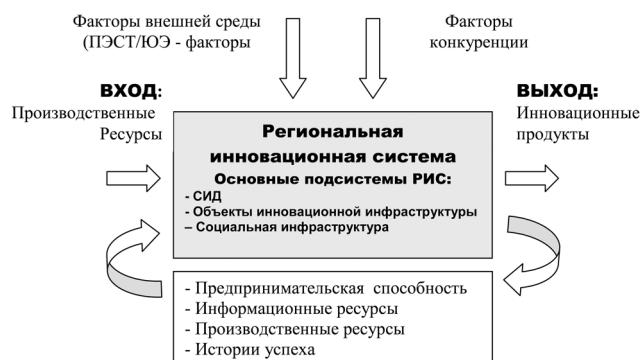 Факторы внешней среды
(ПЭСТ/ЮЭ - факторы
Факторы
конкуренции
ВХОД:
Производственные
Ресурсы
ВЫХОД:
Инновационные
продукты
Региональная
инновационная система
Основные подсистемы РИС:
- СИД
- Объекты инновационной инфраструктуры
– Социальная инфраструктура
- Предпринимательская способность
- Информационные ресурсы
- Производственные ресурсы
- Истории успеха